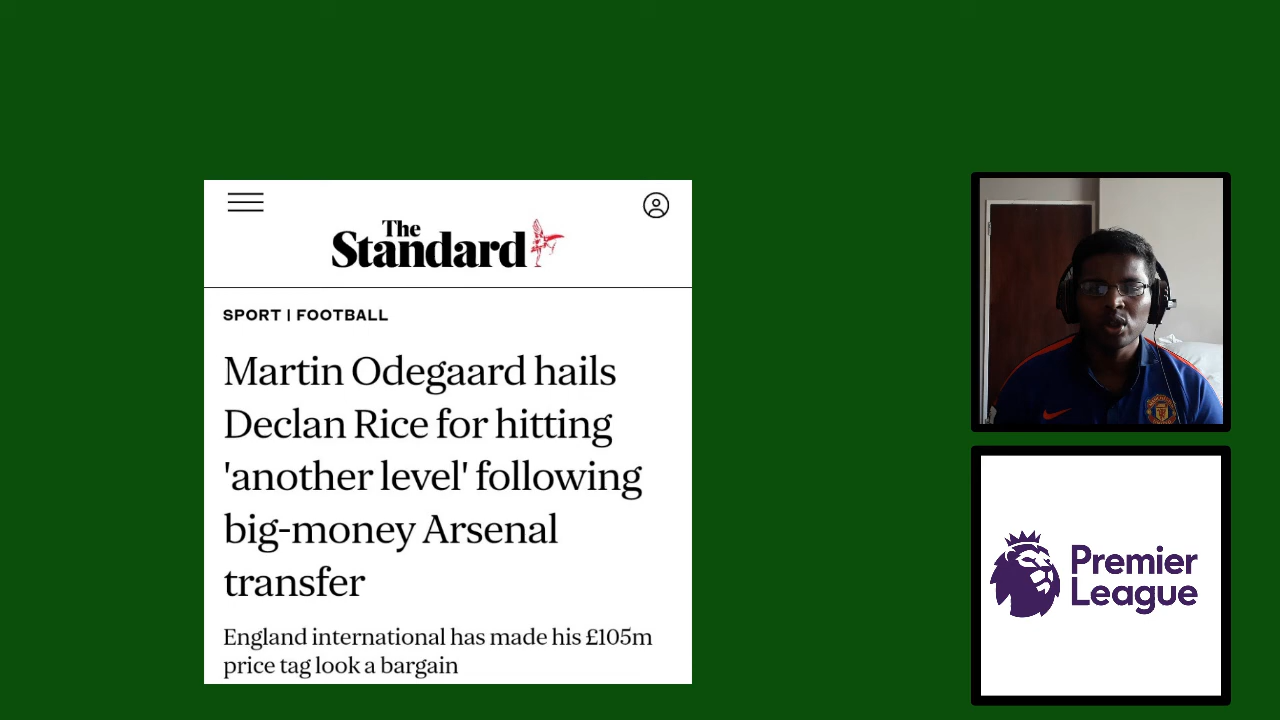 The
Standard
SPORT | FOOTBALL
Martin Odegaard hails
Declan Rice for hitting
'another level' following
big-money Arsenal
transfer
England international has made his £105m
price tag look a bargain
Premier
League